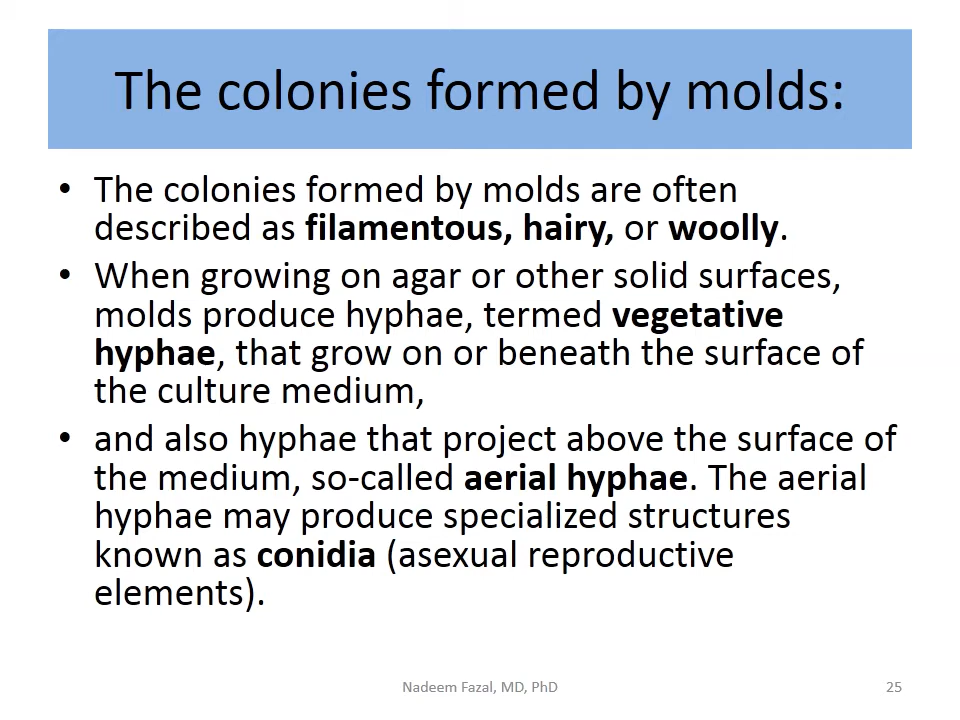 The colonies formed by molds:
• The colonies formed by molds are often
described as filamentous, hairy, or woolly.
• When growing on agar or other solid surfaces,
molds produce hyphae, termed vegetative
hyphae, that grow on or beneath the surface of
the culture medium,
• and also hyphae that project above the surface of
the medium, so-called aerial hyphae. The aerial
hyphae may produce specialized structures
known as conidia (asexual reproductive
elements).
Nadeem Fazal, MD, PhD
25